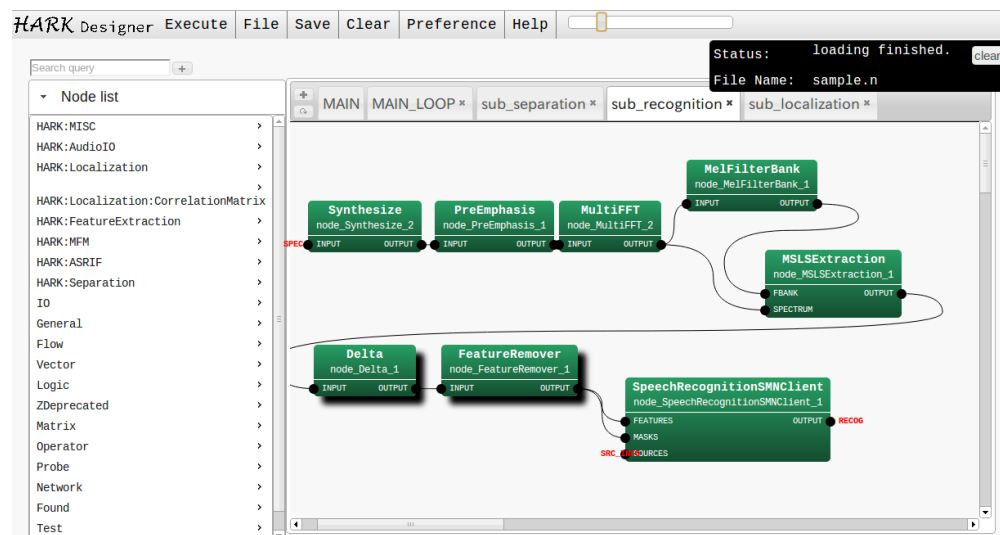 HARK Designer Execute File Save Clear Preference Help
Status: loading finished. clear
File Name: sample.n
Search query +
Node list
MAIN MAIN_LOOP × sub_separation × sub_recognition × sub_localization ×
HARK:MISC
HARK:AudioIO
HARK:Localization
HARK:Localization:CorrelationMatrix
HARK:FeatureExtraction
HARK:MFM
HARK:ASRIF
HARK:Separation
IO
General
Flow
Vector
Logic
ZDeprecated
Matrix
Operator
Probe
Network
Found
Test
MelFilterBank
node_MelFilterBank_1
INPUT OUTPUT
Synthesize
node_Synthesize_2
SPEC INPUT OUTPUT
PreEmphasis
node_PreEmphasis_1
INPUT OUTPUT
MultiFFT
node_MultiFFT_2
INPUT OUTPUT
MSLSExtraction
node_MSLSExtraction_1
FBANK OUTPUT
SPECTRUM
Delta
node_Delta_1
INPUT OUTPUT
FeatureRemover
node_FeatureRemover_1
INPUT OUTPUT
SpeechRecognitionSMNClient
node_SpeechRecognitionSMNClient_1
FEATURES OUTPUT RECOG
MASKS